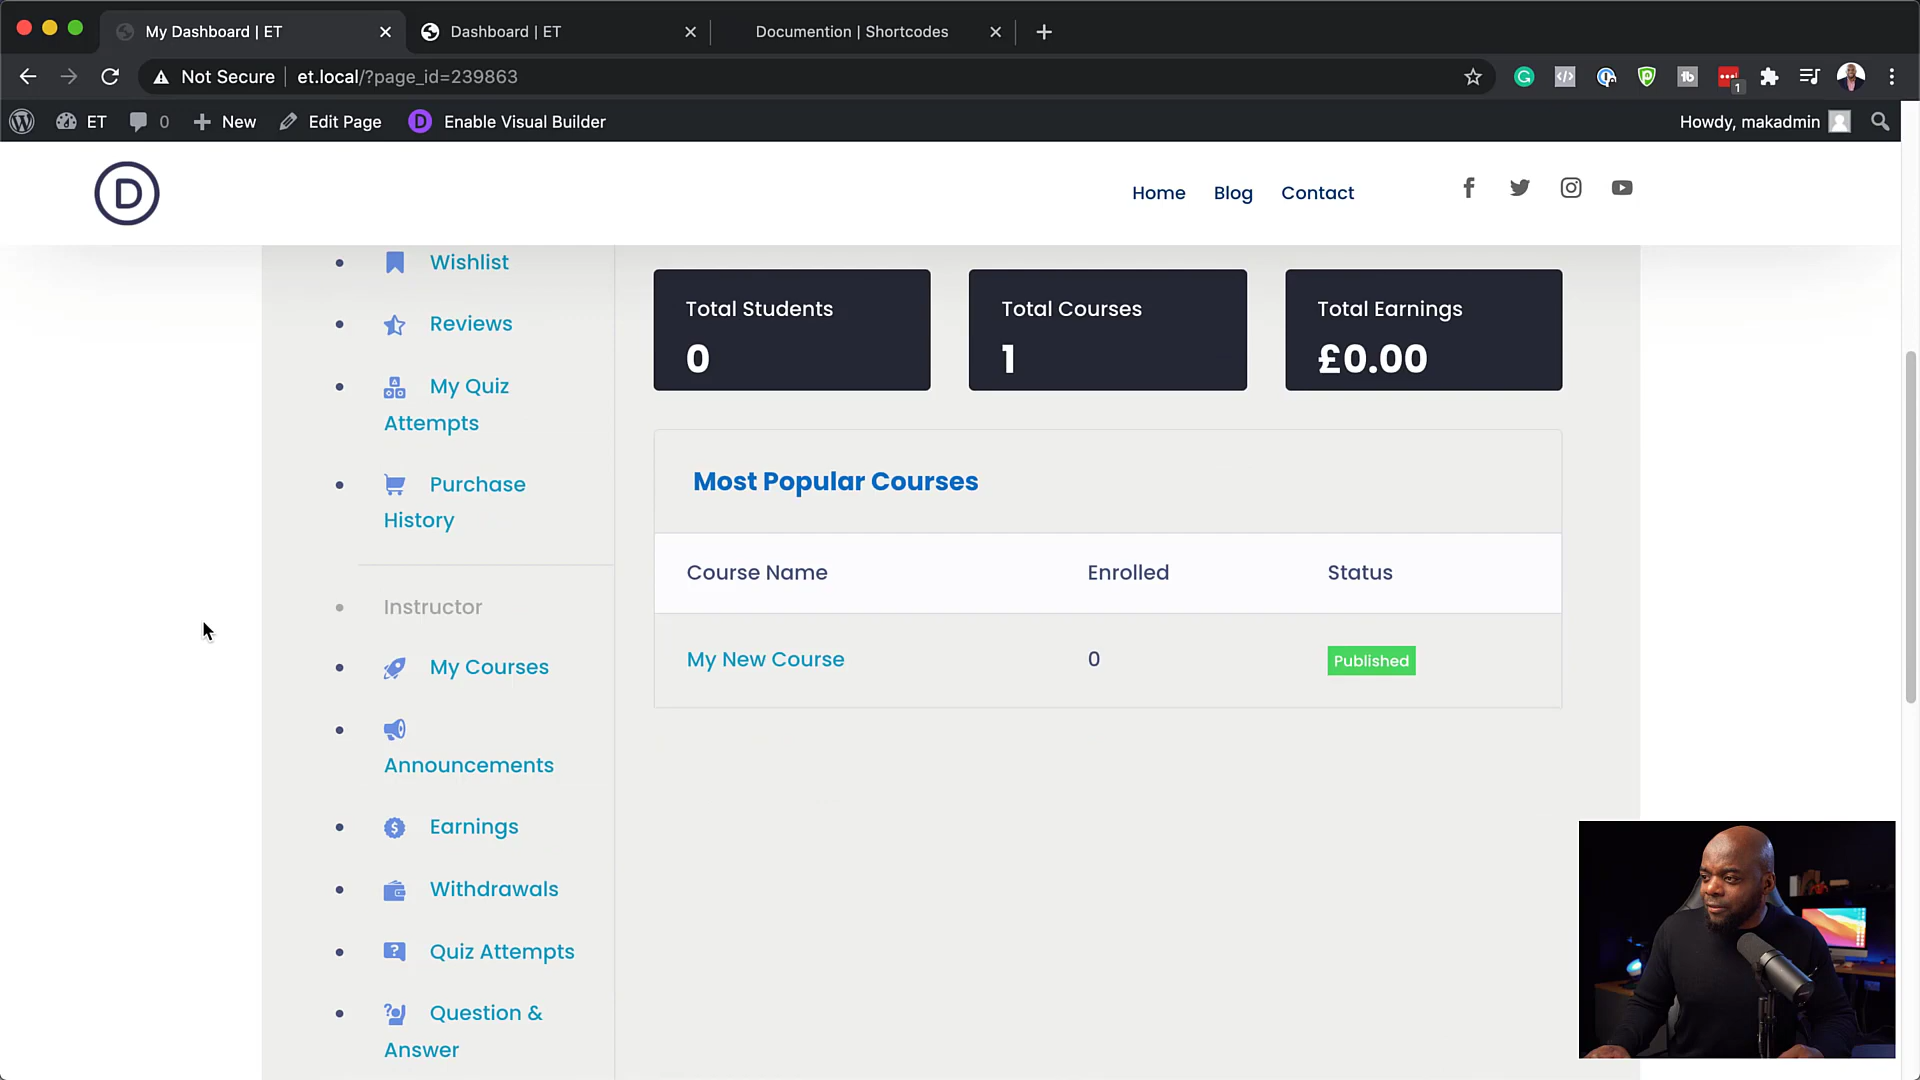 My Dashboard | ET
Dashboard | ET
Documention | Shortcodes
Not Secure
et.local/?page_id=239863
1
ET
0
New
Edit Page
D
Enable Visual Builder
Howdy, makadmin
D
Home
Blog
Contact
Wishlist
Reviews
My Quiz
Attempts
Purchase
History
Instructor
My Courses
Announcements
Earnings
Withdrawals
Quiz Attempts
Question &
Answer
Total Students
0
Total Courses
1
Total Earnings
£0.00
Most Popular Courses
Course Name
Enrolled
Status
My New Course
0
Published